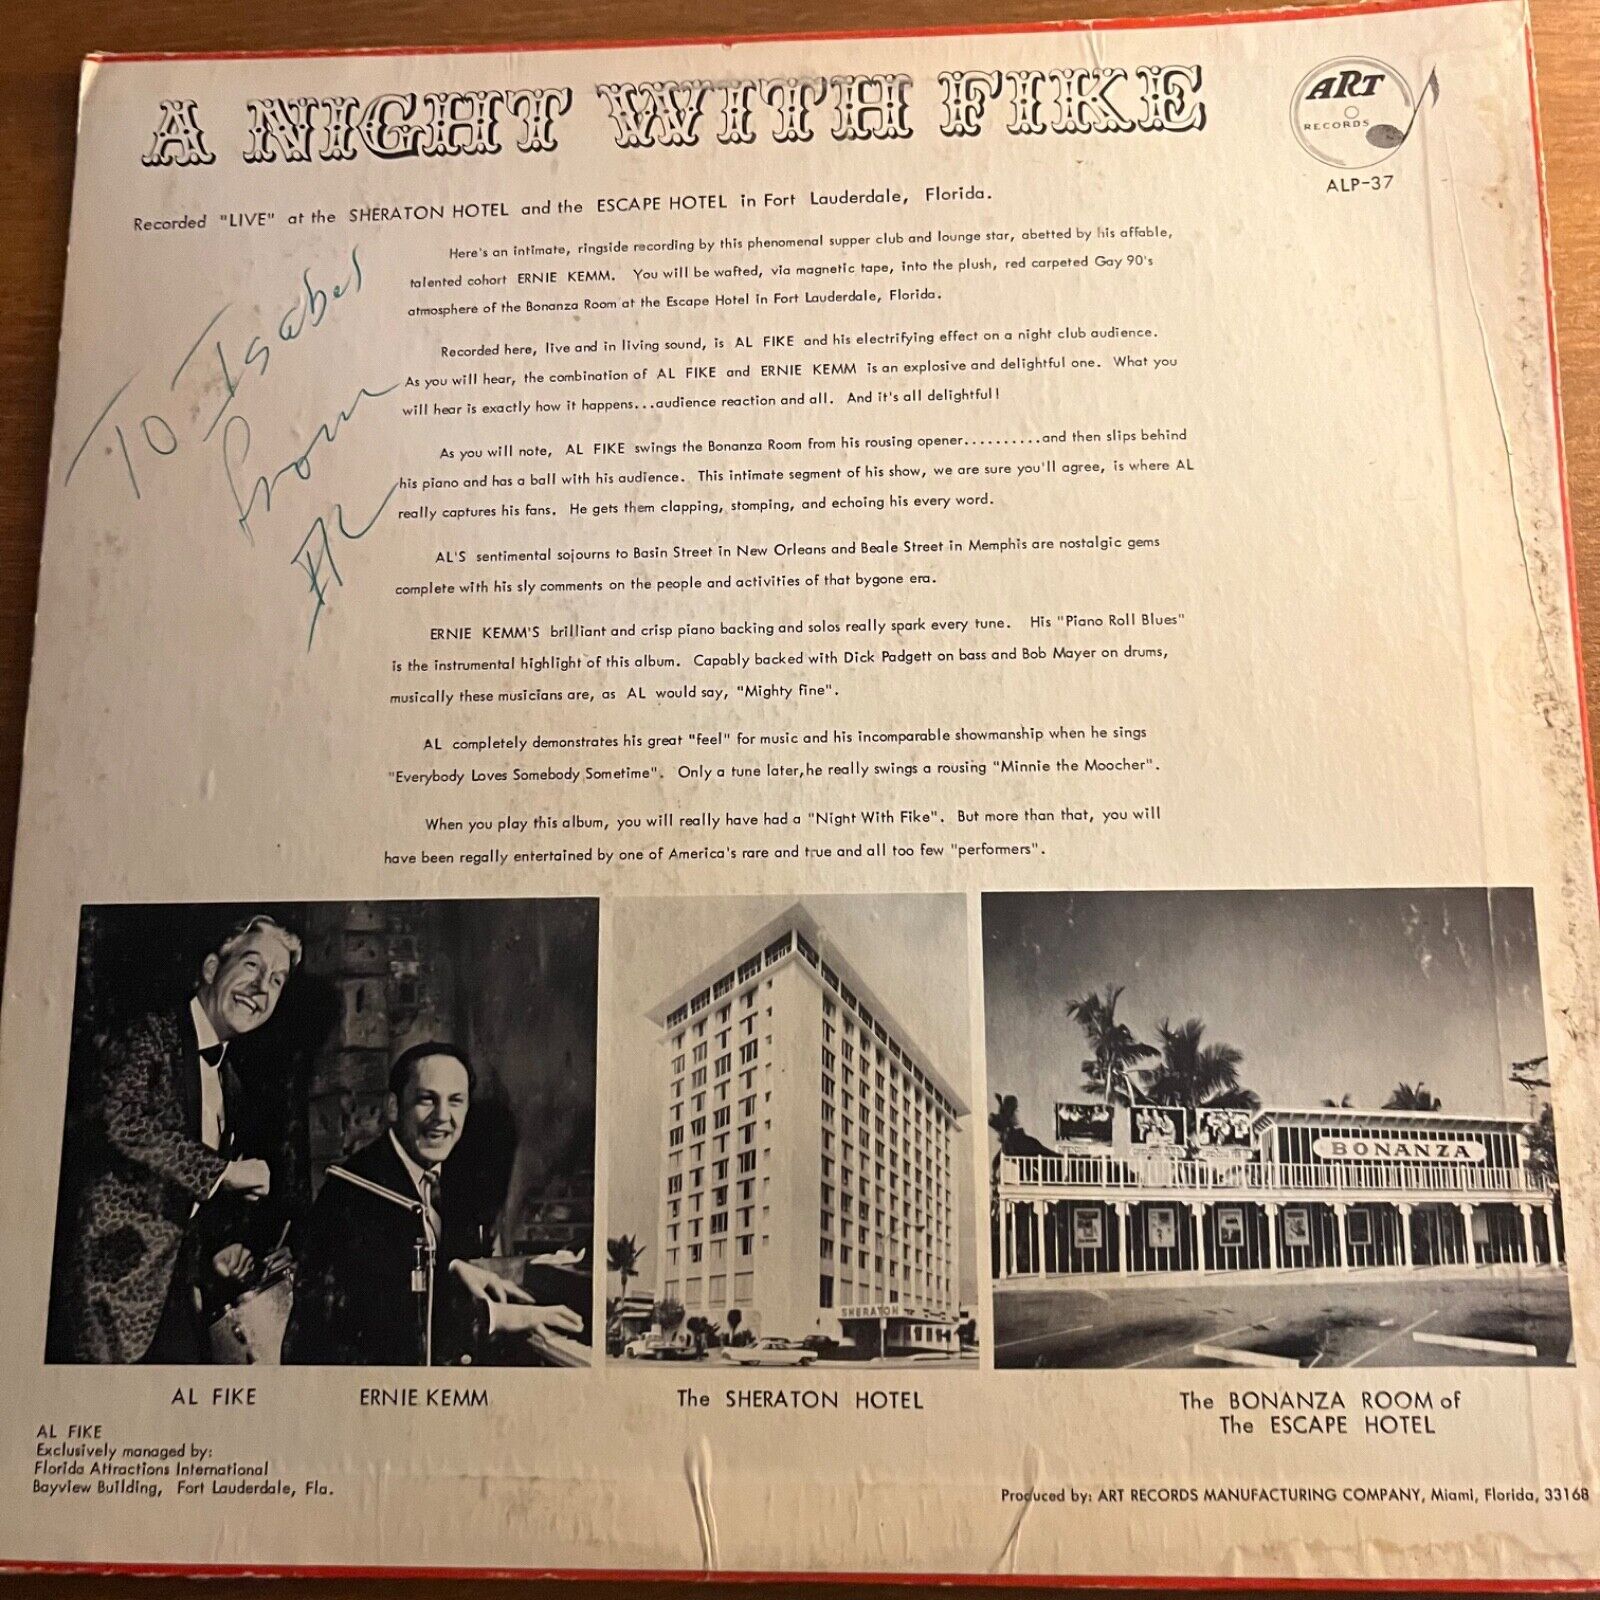 A NIGHT WITH FIKE
ART
RECORDS
ALP-37
Recorded "LIVE" at the SHERATON HOTEL and the ESCAPE HOTEL in Fort Lauderdale, Florida.
To Isabel
from
Al
Here's an intimate, ringside recording by this phenomenal supper club and lounge star, abetted by his affable,
talented cohort ERNIE KEMM. You will be wafted, via magnetic tape, into the plush, red carpeted Gay 90's
atmosphere of the Bonanza Room at the Escape Hotel in Fort Lauderdale, Florida.
Recorded here, live and in living sound, is AL FIKE and his electrifying effect on a night club audience.
As you will hear, the combination of AL FIKE and ERNIE KEMM is an explosive and delightful one. What you
will hear is exactly how it happens...audience reaction and all. And it's all delightful!
As you will note, AL FIKE swings the Bonanza Room from his rousing opener..........and then slips behind
his piano and has a ball with his audience. This intimate segment of his show, we are sure you'll agree, is where AL
really captures his fans. He gets them clapping, stomping, and echoing his every word.
AL'S sentimental sojourns to Basin Street in New Orleans and Beale Street in Memphis are nostalgic gems
complete with his sly comments on the people and activities of that bygone era.
ERNIE KEMM'S brilliant and crisp piano backing and solos really spark every tune. His "Piano Roll Blues"
is the instrumental highlight of this album. Capably backed with Dick Padgett on bass and Bob Mayer on drums,
musically these musicians are, as AL would say, "Mighty fine".
AL completely demonstrates his great "feel" for music and his incomparable showmanship when he sings
"Everybody Loves Somebody Sometime". Only a tune later,he really swings a rousing "Minnie the Moocher".
When you play this album, you will really have had a "Night With Fike". But more than that, you will
have been regally entertained by one of America's rare and true and all too few "performers".
SHERATON
BONANZA
AL FIKE
ERNIE KEMM
The SHERATON HOTEL
The BONANZA ROOM of
The ESCAPE HOTEL
AL FIKE
Exclusively managed by:
Florida Attractions International
Bayview Building, Fort Lauderdale, Fla.
Produced by: ART RECORDS MANUFACTURING COMPANY, Miami, Florida, 33168